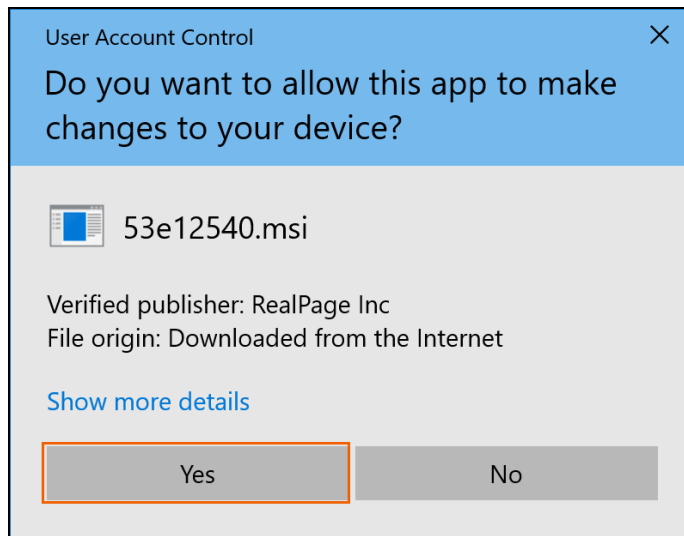 User Account Control
Do you want to allow this app to make
changes to your device?
53e12540.msi
Verified publisher: RealPage Inc
File origin: Downloaded from the Internet
Show more details
Yes
No